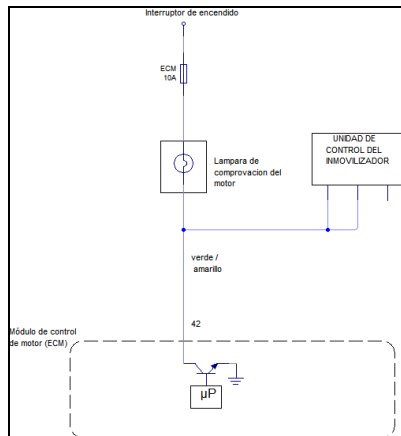 Interruptor de encendido
ECM
10A
UNIDAD DE
CONTROL DEL
INMOVILIZADOR
Lampara de
comprovacion del
motor
verde /
amarillo
42
Módulo de control
de motor (ECM)
µP